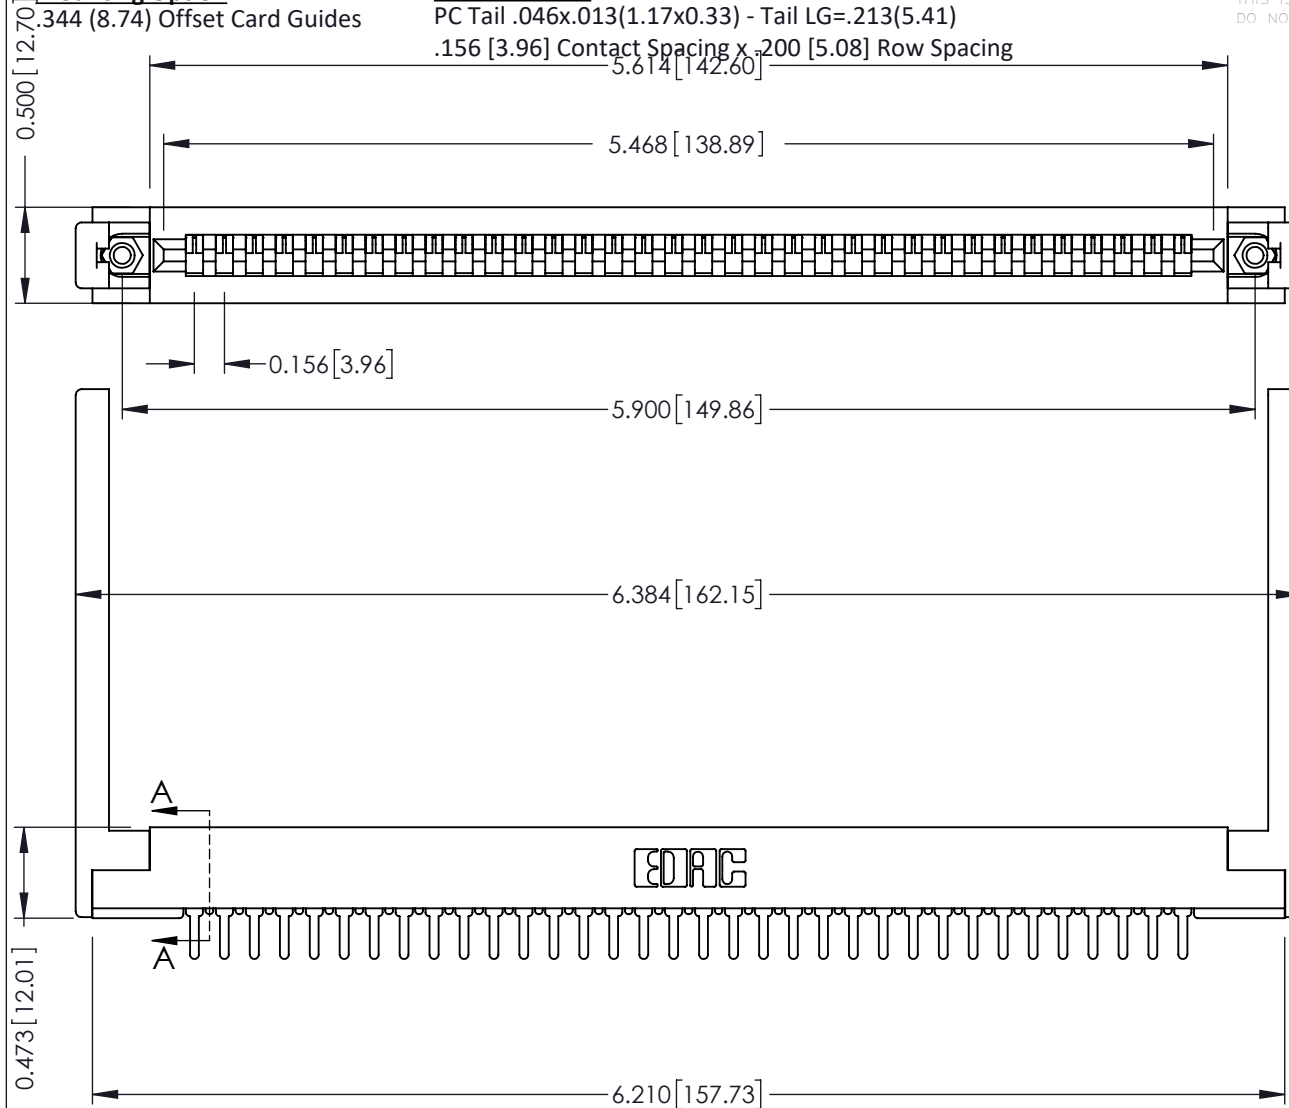 .344 (8.74) Offset Card Guides
PC Tail .046x.013(1.17x0.33) - Tail LG=.213(5.41)
.156 [3.96] Contact Spacing x .200 [5.08] Row Spacing
0.500[12.70]
5.614[142.60]
5.468[138.89]
0.156[3.96]
5.900[149.86]
6.384[162.15]
A
EDAC
A
0.473[12.01]
6.210[157.73]